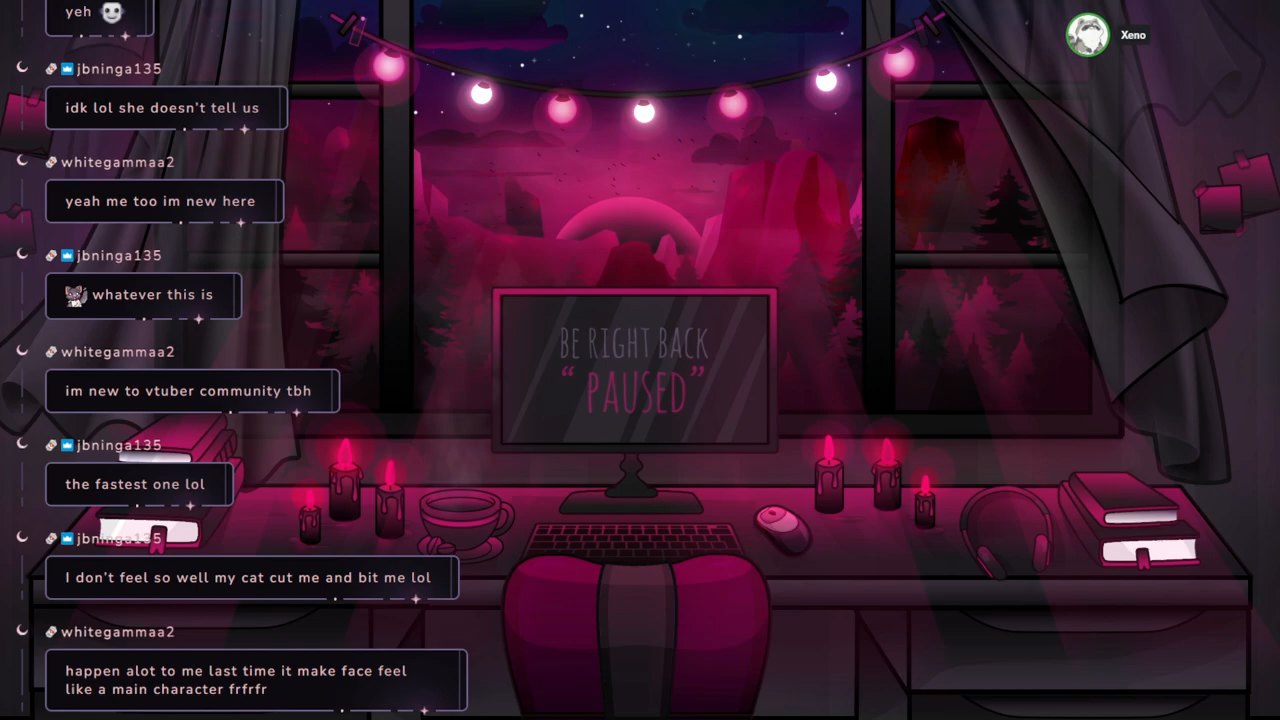 yeh
jbninga135
idk lol she doesn't tell us
whitegammaa2
yeah me too im new here
jbninga135
whatever this is
whitegammaa2
im new to vtuber community tbh
jbninga135
the fastest one lol
jbninga135
I don't feel so well my cat cut me and bit me lol
whitegammaa2
happen alot to me last time it make face feel
like a main character frfrfr
BE RIGHT BACK
“ PAUSED”
Xeno